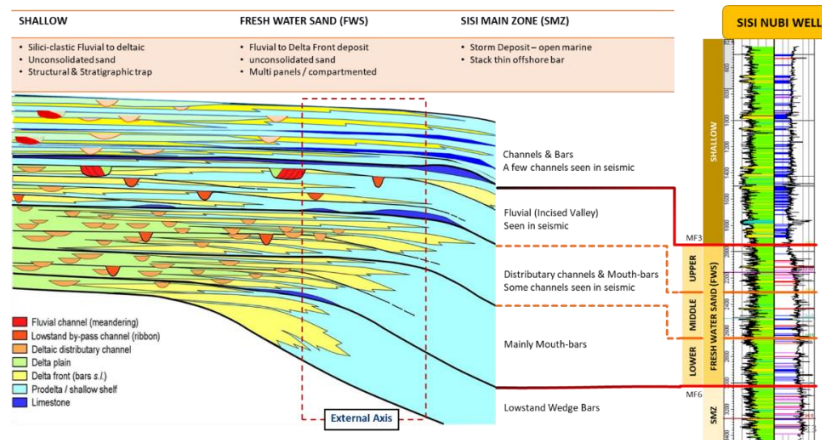 SHALLOW
FRESH WATER SAND (FWS)
SISI MAIN ZONE (SMZ)
• Silici-clastic Fluvial to deltaic
• Unconsolidated sand
• Structural & Stratigraphic trap
• Fluvial to Delta Front deposit
• unconsolidated sand
• Multi panels / compartmented
• Storm Deposit – open marine
• Stack thin offshore bar
SISI NUBI WELL
Channels & Bars
A few channels seen in seismic
Fluvial (Incised Valley)
Seen in seismic
Distributary channels & Mouth-bars
Some channels seen in seismic
Mainly Mouth-bars
Lowstand Wedge Bars
Fluvial channel (meandering)
Lowstand by-pass channel (ribbon)
Deltaic distributary channel
Delta plain
Delta front (bars s.l.)
Prodelta / shallow shelf
Limestone
External Axis
SHALLOW
MF3
UPPER
MIDDLE
LOWER
FRESH WATER SAND (FWS)
MF6
SMZ